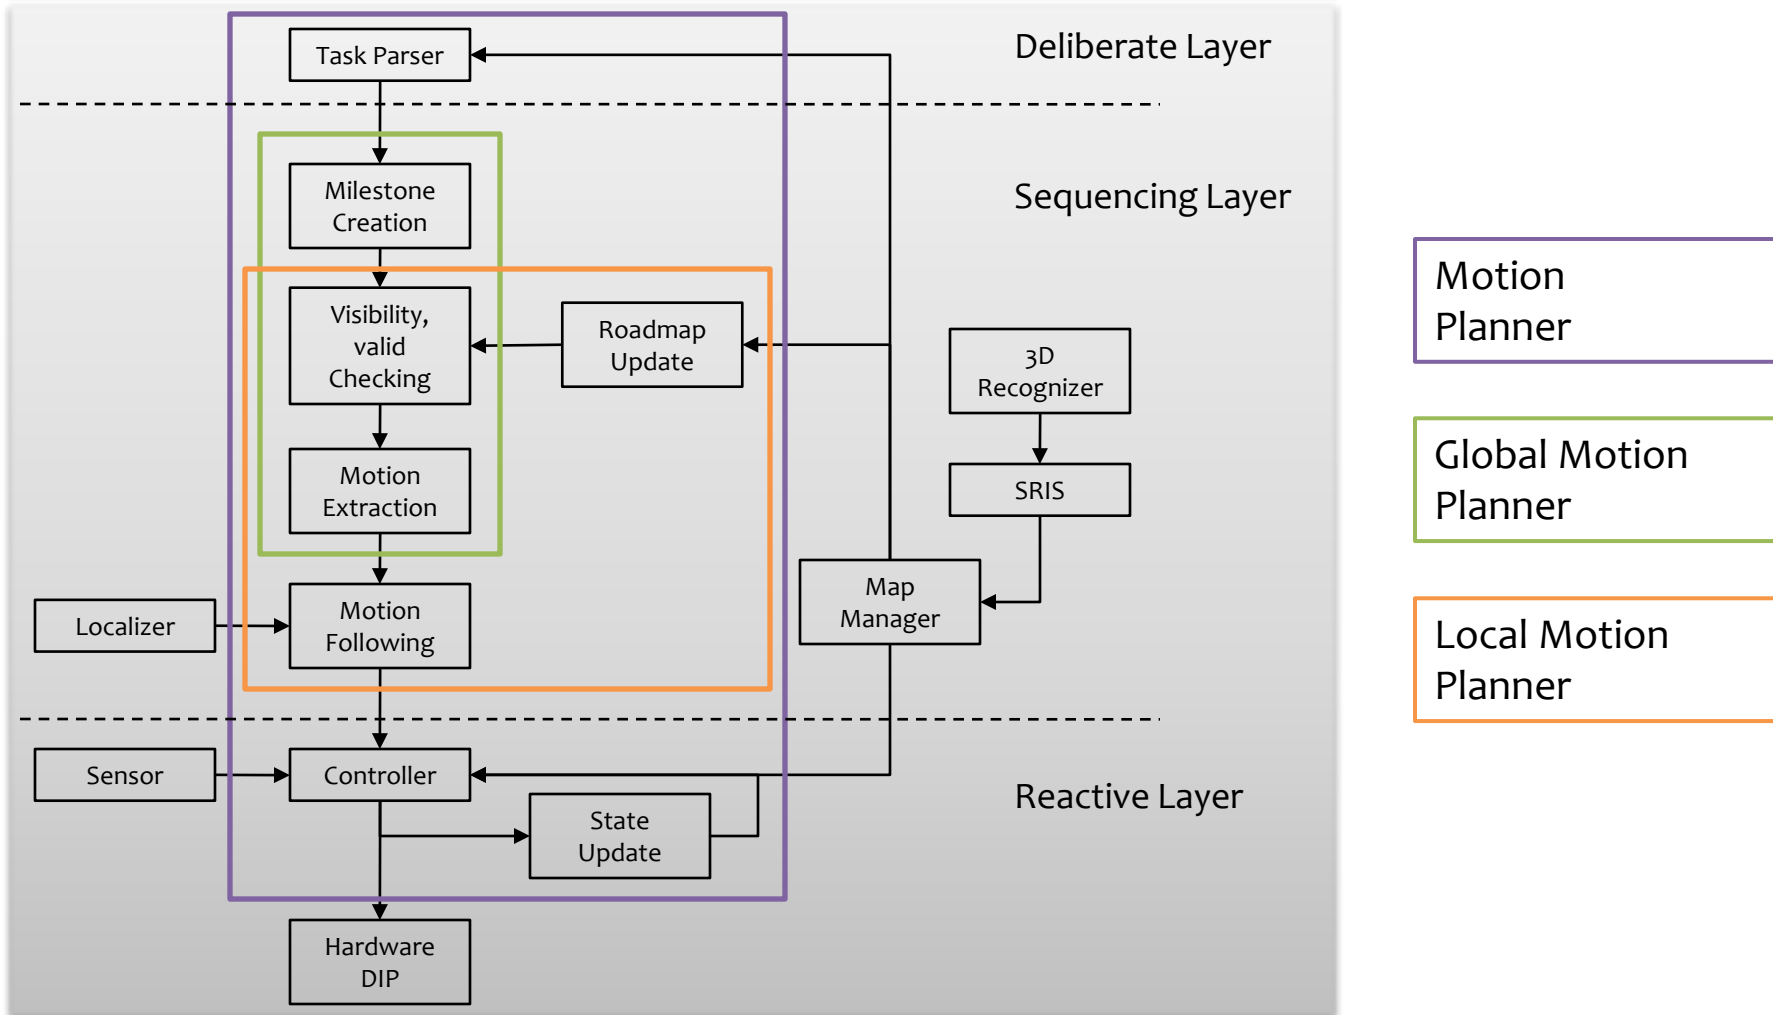 Task Parser
Deliberate Layer
Milestone
Creation
Sequencing Layer
Visibility,
valid
Checking
Roadmap
Update
3D
Recognizer
Motion
Extraction
SRIS
Map
Manager
Localizer
Motion
Following
Sensor
Controller
Reactive Layer
State
Update
Hardware
DIP
Motion
Planner
Global Motion
Planner
Local Motion
Planner